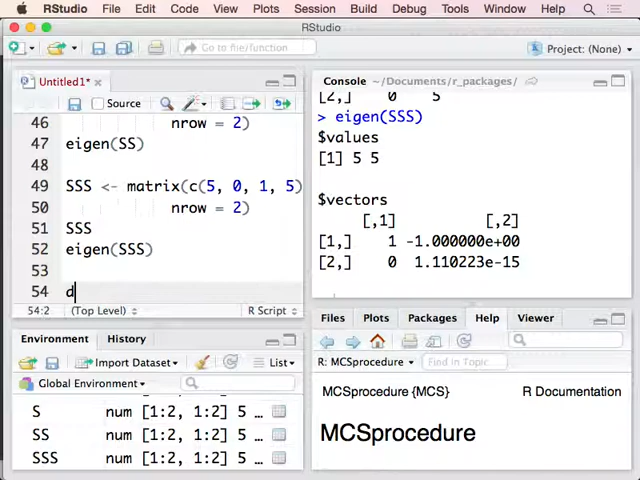 RStudio File Edit Code View Plots Session Build Debug Tools Window Help
RStudio
Go to file/function Project: (None)
Untitled1*
Source
46 nrow = 2)
47 eigen(SS)
48
49 SSS <- matrix(c(5, 0, 1, 5)
50 nrow = 2)
51 SSS
52 eigen(SSS)
53
54 d
54:2 (Top Level) R Script
Console ~/Documents/r_packages/
[2,] 0 5
> eigen(SSS)
$values
[1] 5 5
$vectors
[,1] [,2]
[1,] 1 -1.000000e+00
[2,] 0 1.110223e-15
Environment History
Import Dataset List
Global Environment
S num [1:2, 1:2] 5 ...
SS num [1:2, 1:2] 5 ...
SSS num [1:2, 1:2] 5 ...
Files Plots Packages Help Viewer
R: MCSprocedure Find in Topic
MCSprocedure {MCS} R Documentation
MCSprocedure